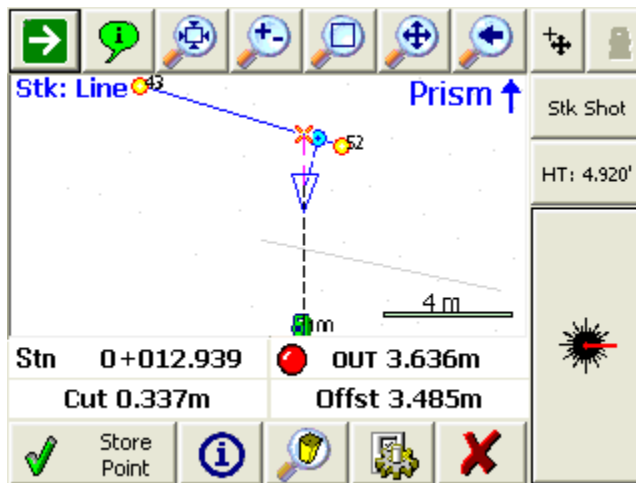 Stk: Line
43
Prism
Stk Shot
52
HT: 4.920'
4 m
Stn 0+012.939
OUT 3.636m
Cut 0.337m
Offst 3.485m
Store
Point